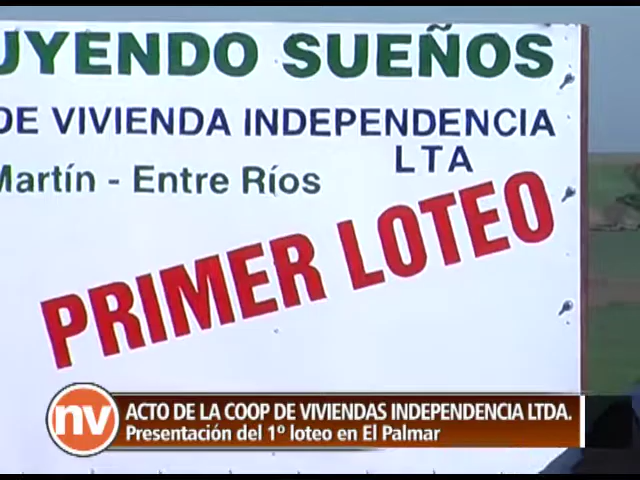 UYENDO SUEÑOS
DE VIVIENDA INDEPENDENCIA
LTA
Martín - Entre Ríos
PRIMER LOTEO
nv
ACTO DE LA COOP DE VIVIENDAS INDEPENDENCIA LTDA.
Presentación del 1º loteo en El Palmar